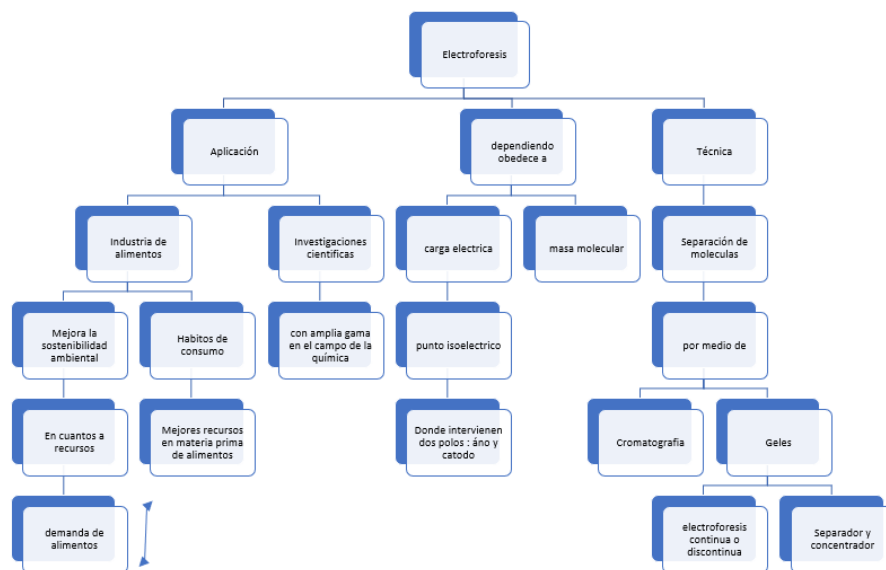 Electroforesis
Aplicación
dependiendo
obedece a
Técnica
Industria de
alimentos
Investigaciones
cientificas
carga electrica
masa molecular
Separación de
moleculas
Mejora la
sostenibilidad
ambiental
Habitos de
consumo
con amplia gama
en el campo de la
química
punto isoelectrico
por medio de
En cuantos a
recursos
Mejores recursos
en materia prima
de alimentos
Donde intervienen
dos polos : áno y
catodo
Cromatografia
Geles
demanda de
alimentos
electroforesis
continua o
discontinua
Separador y
concentrador